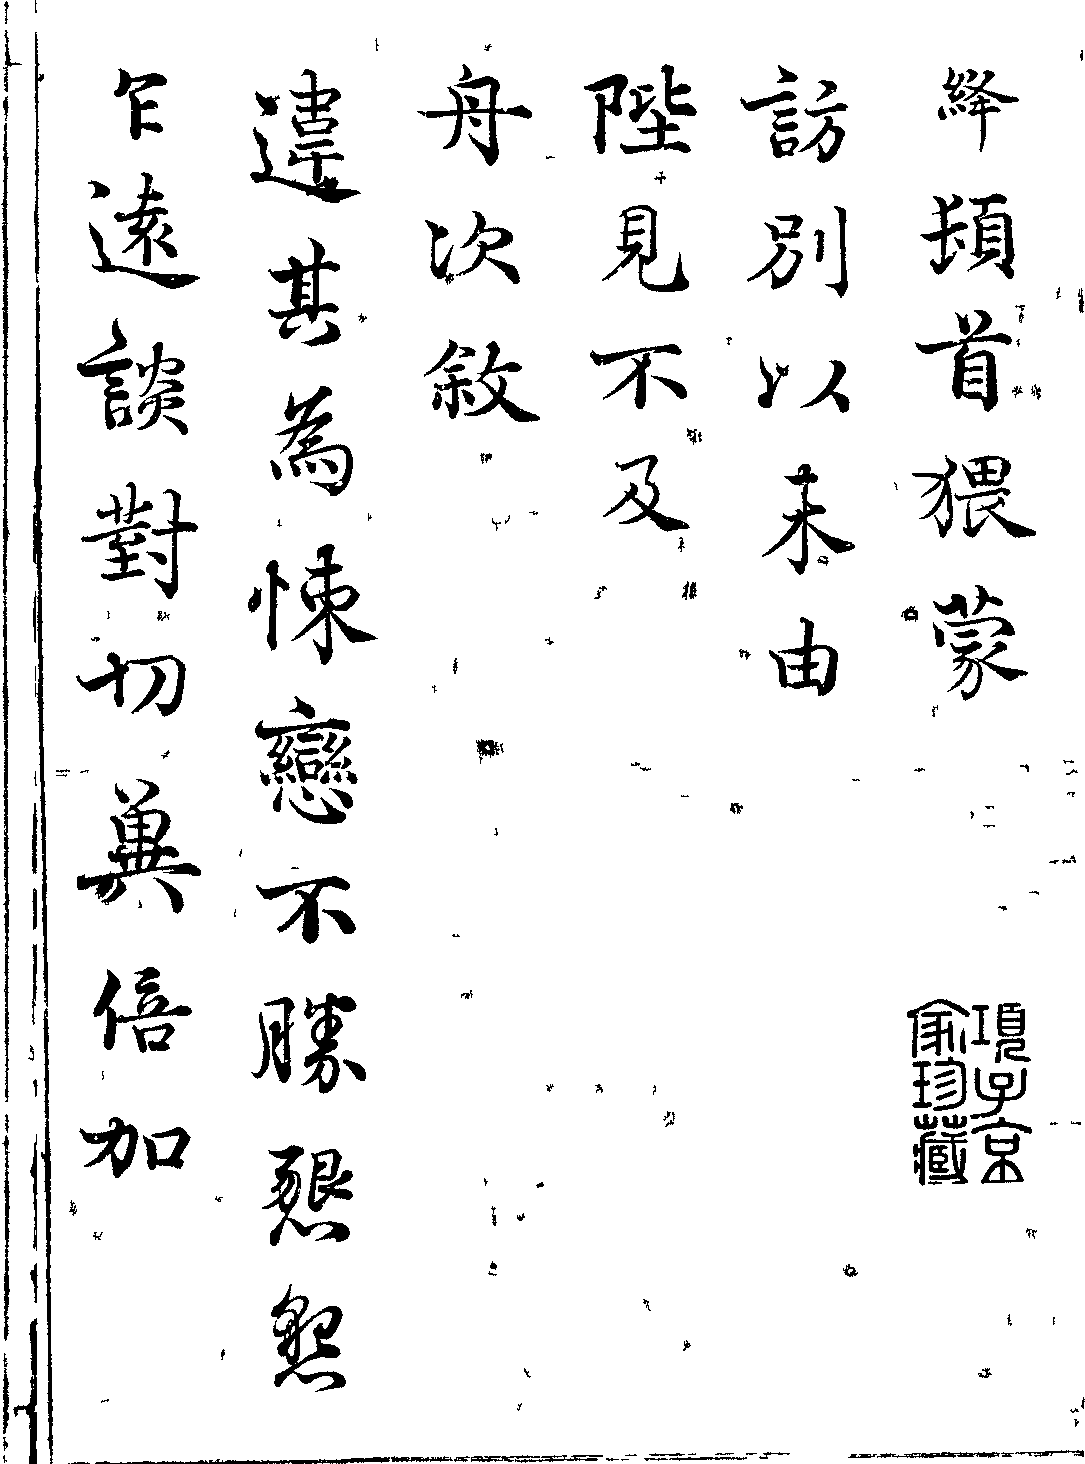 絳頓首猥蒙
訪別以未由
陛見不及
舟次敘
違其為悚戀不勝懇懇
乍遠談對切冀倍加
項子京
家珍藏